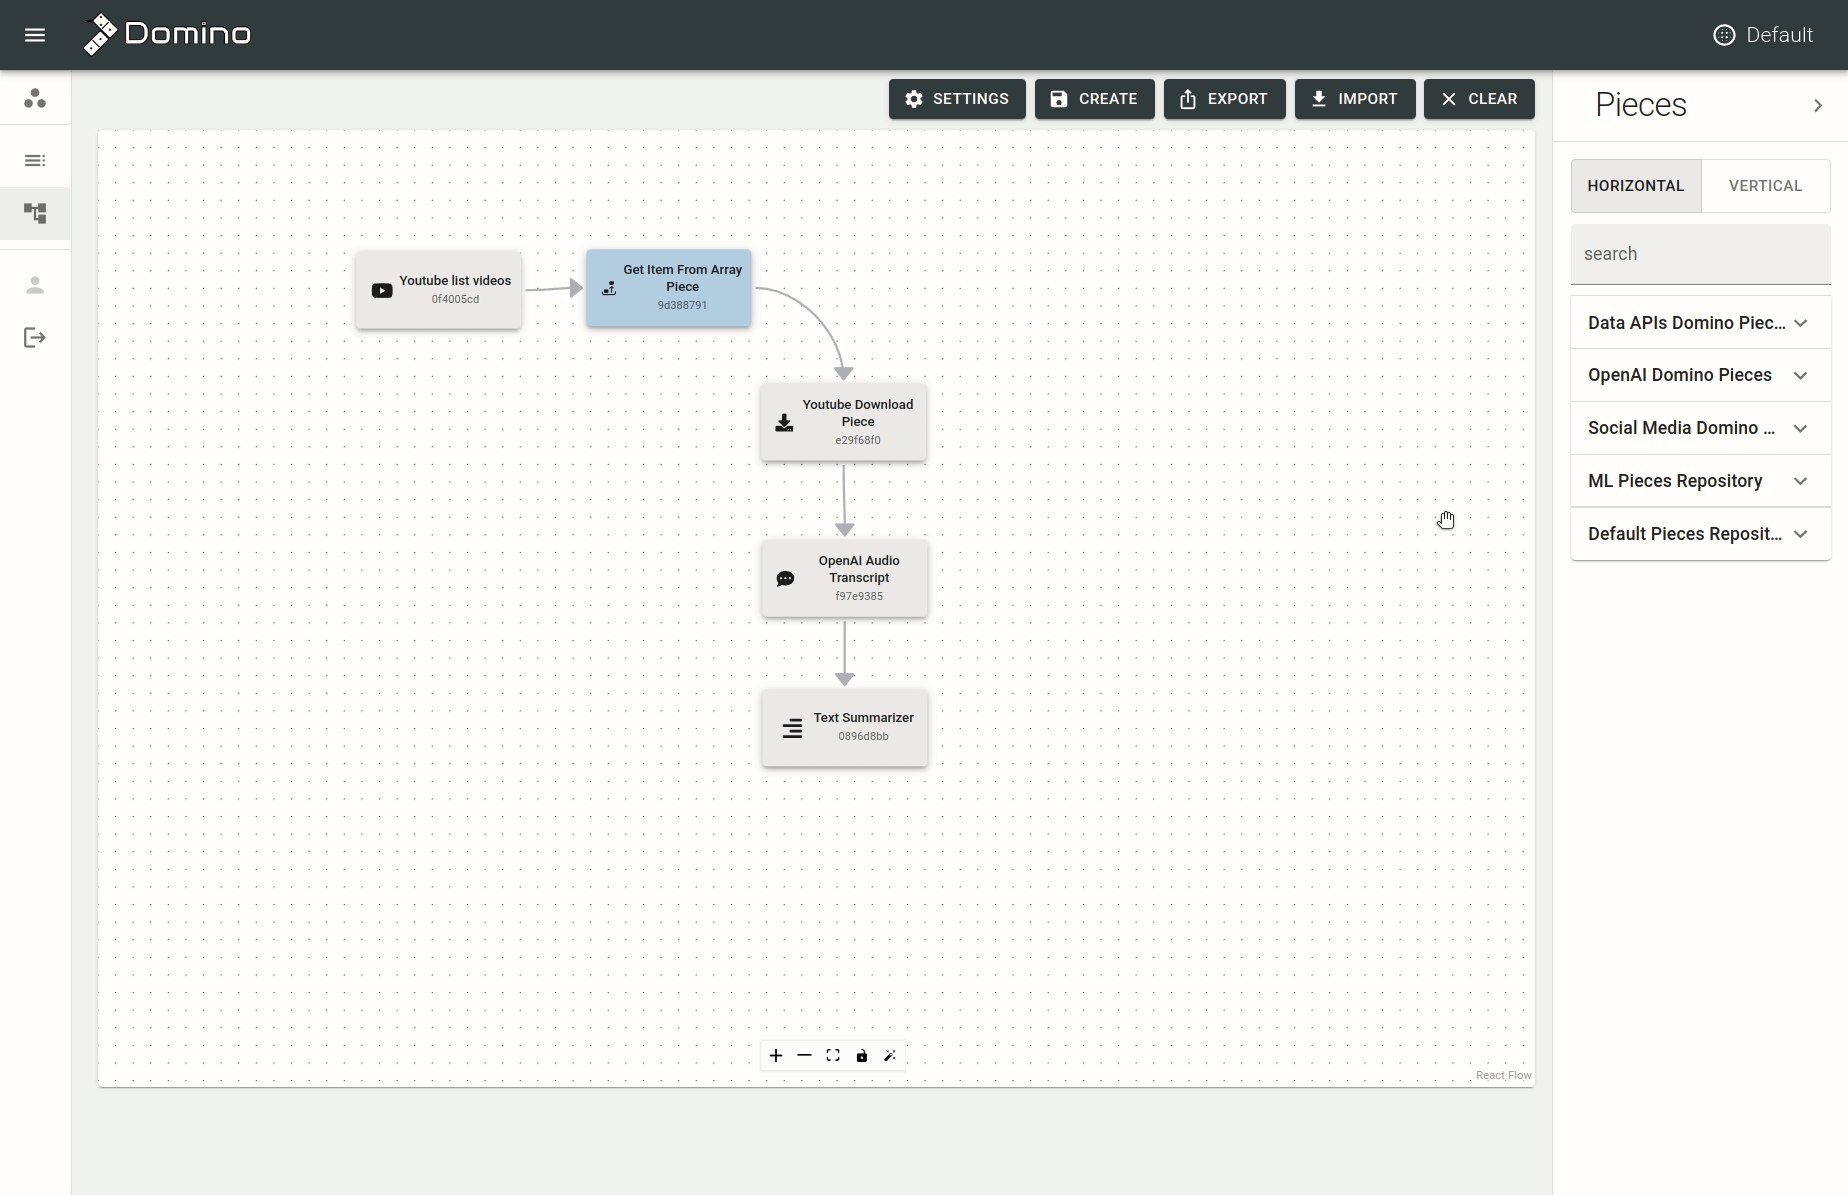 Domino
Default
SETTINGS
CREATE
EXPORT
IMPORT
CLEAR
Pieces
HORIZONTAL
VERTICAL
search
Data APIs Domino Piec...
OpenAI Domino Pieces
Social Media Domino ...
ML Pieces Repository
Default Pieces Reposit...
Youtube list videos
0f4005cd
Get Item From Array
Piece
9d388791
Youtube Download
Piece
e29f68f0
OpenAI Audio
Transcript
f97e9385
Text Summarizer
0896d8bb
React Flow